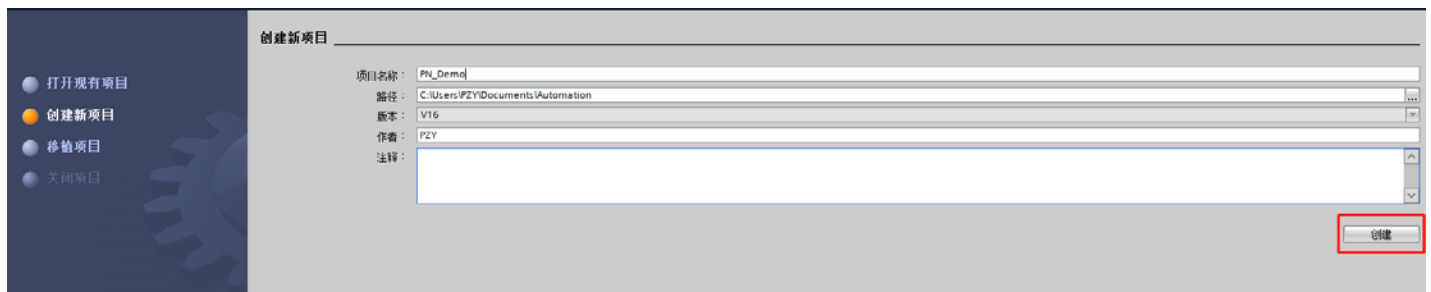 创建新项目
打开现有项目
创建新项目
移植项目
关闭项目
项目名称：PN_Demo
路径：C:\Users\PZY\Documents\Automation
...
版本：V16
作者：PZY
注释：
创建